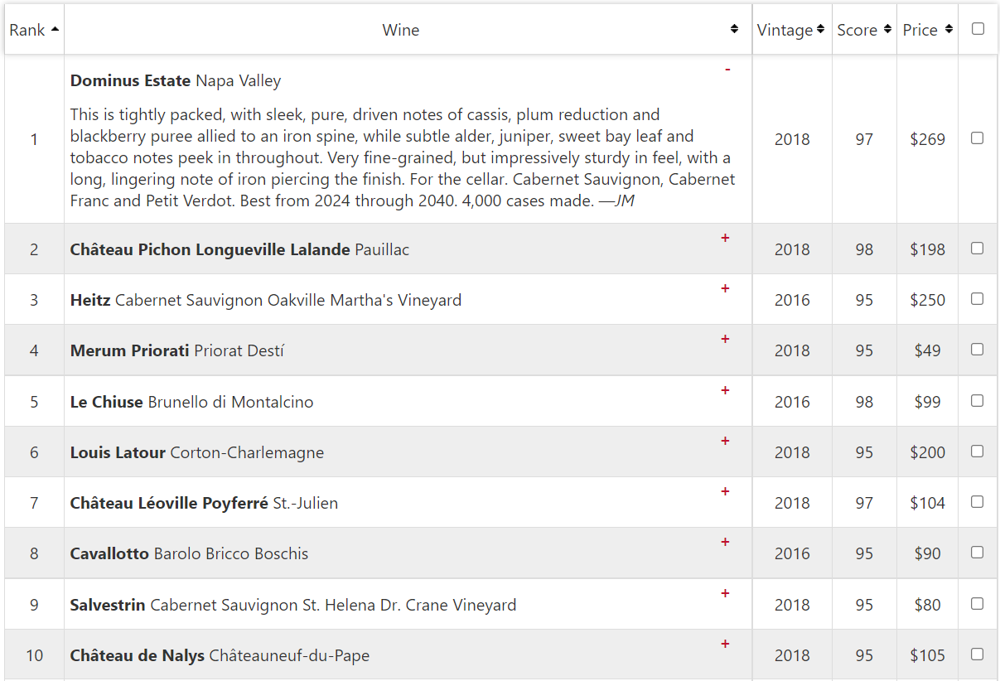 Rank Wine Vintage Score Price
Dominus Estate Napa Valley -
This is tightly packed, with sleek, pure, driven notes of cassis, plum reduction and
blackberry puree allied to an iron spine, while subtle alder, juniper, sweet bay leaf and
1 2018 97 $269
tobacco notes peek in throughout. Very fine-grained, but impressively sturdy in feel, with a
long, lingering note of iron piercing the finish. For the cellar. Cabernet Sauvignon, Cabernet
Franc and Petit Verdot. Best from 2024 through 2040. 4,000 cases made. —JM
2 Château Pichon Longueville Lalande Pauillac + 2018 98 $198
3 Heitz Cabernet Sauvignon Oakville Martha's Vineyard + 2016 95 $250
4 Merum Priorati Priorat Destí + 2018 95 $49
5 Le Chiuse Brunello di Montalcino + 2016 98 $99
6 Louis Latour Corton-Charlemagne + 2018 95 $200
7 Château Léoville Poyferré St.-Julien + 2018 97 $104
8 Cavallotto Barolo Bricco Boschis + 2016 95 $90
9 Salvestrin Cabernet Sauvignon St. Helena Dr. Crane Vineyard + 2018 95 $80
10 Château de Nalys Châteauneuf-du-Pape + 2018 95 $105